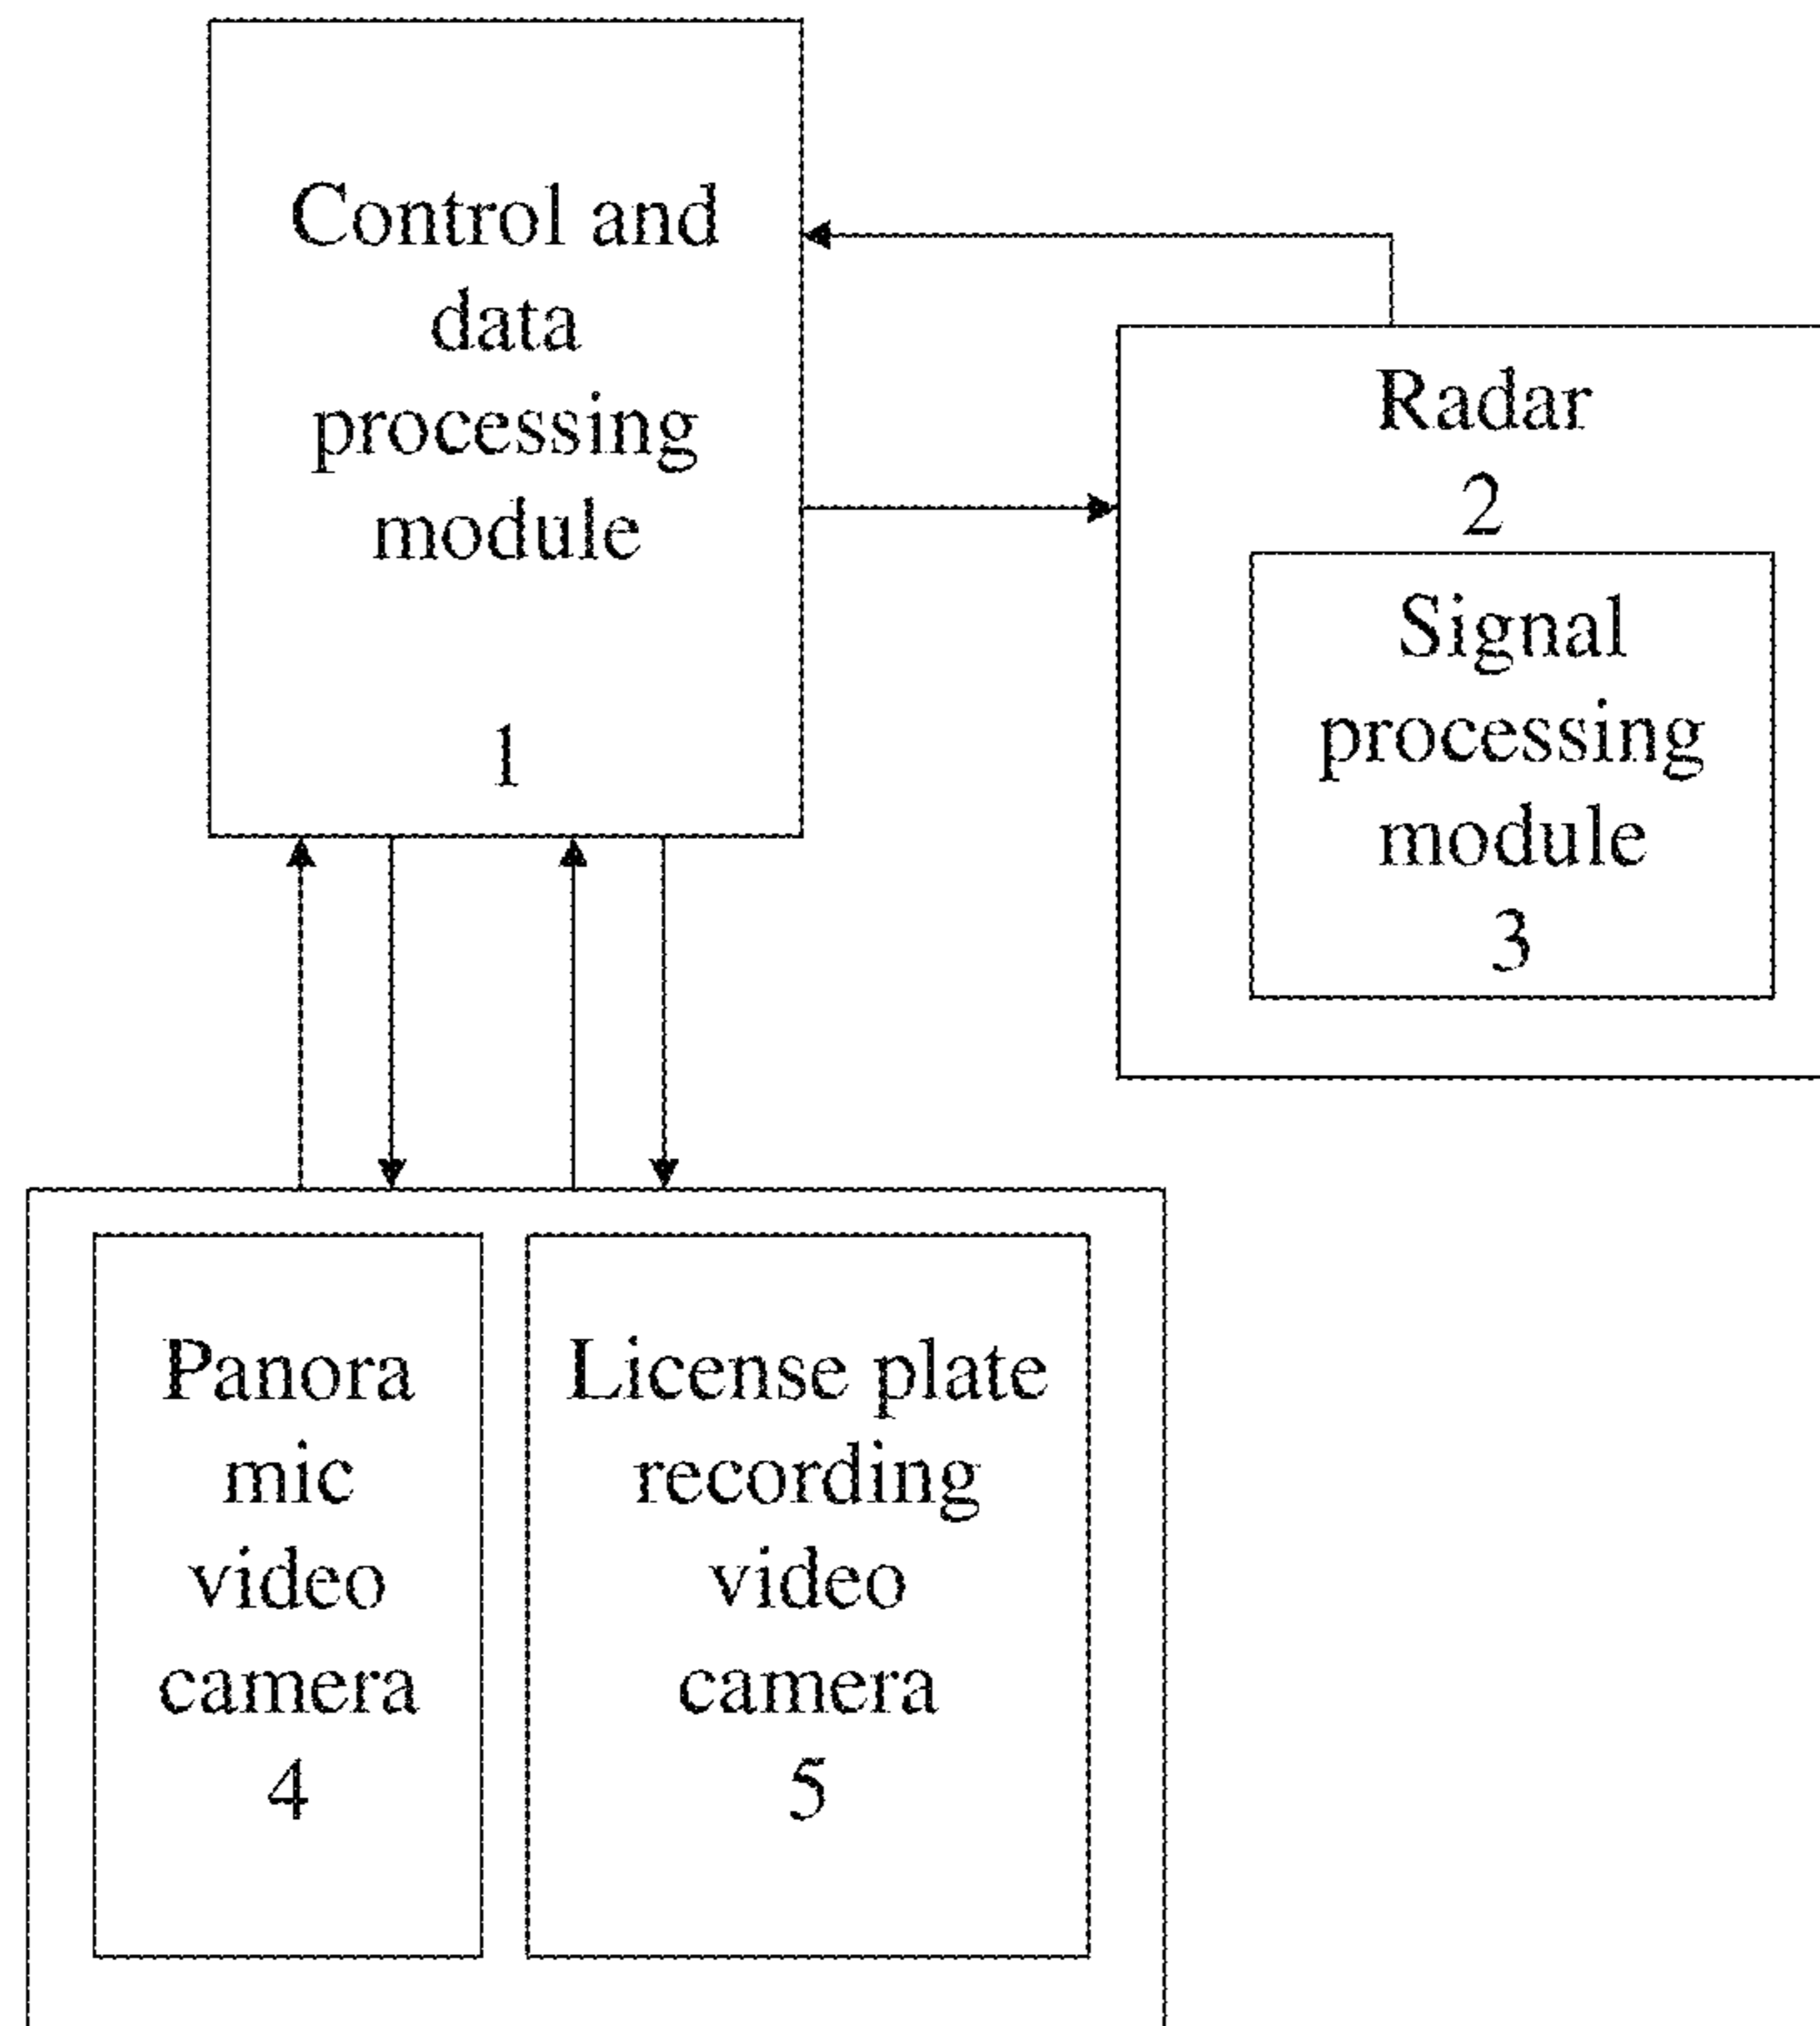 Control and
data
processing
module
1
Radar
2
Signal
processing
module
3
Panora
mic
video
camera
4
License plate
recording
video
camera
5